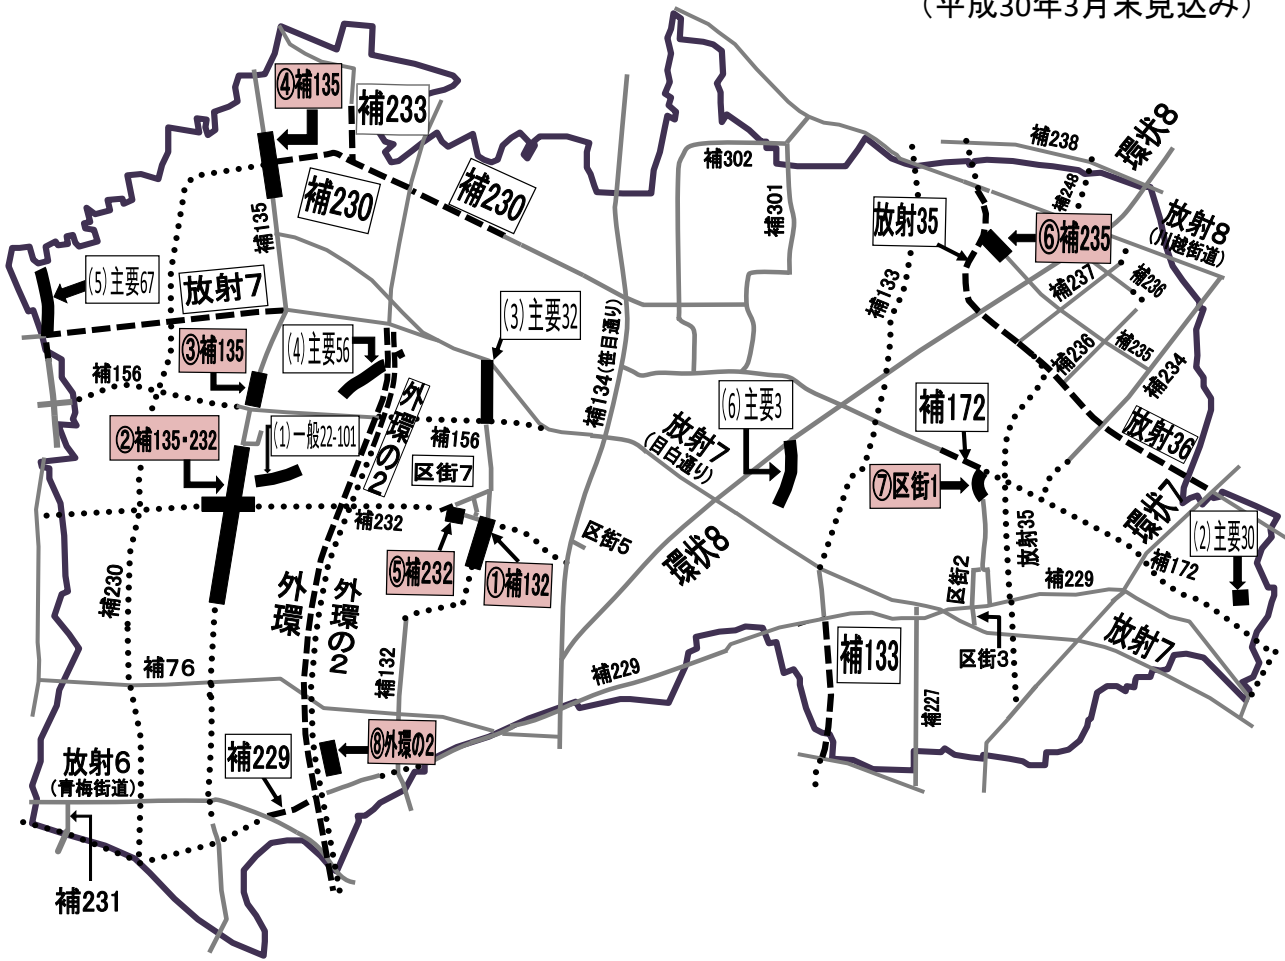 （平成30年3月末見込み）
④補135
補233
補230
補230
補135
補302
補301
放射35
補238
環状8
補248
放射8
（川越街道）
⑥補235
補237
補236
補133
補236
補235
補234
(5) 主要67
放射7
③補135
(4) 主要56
(3) 主要32
補134(笹目通り)
補156
外環の2
②補135・232
(1) 一般22-101
補156
区街7
放射7
（目白通り）
(6) 主要3
補172
放射36
⑦区街1
環状7
(2) 主要30
補232
⑤補232
①補132
区街5
環状8
放射35
補172
補230
外環
外環の2
区街2
補229
放射7
補76
補132
補229
補133
区街3
補227
放射6
（青梅街道）
補229
⑧外環の2
補231